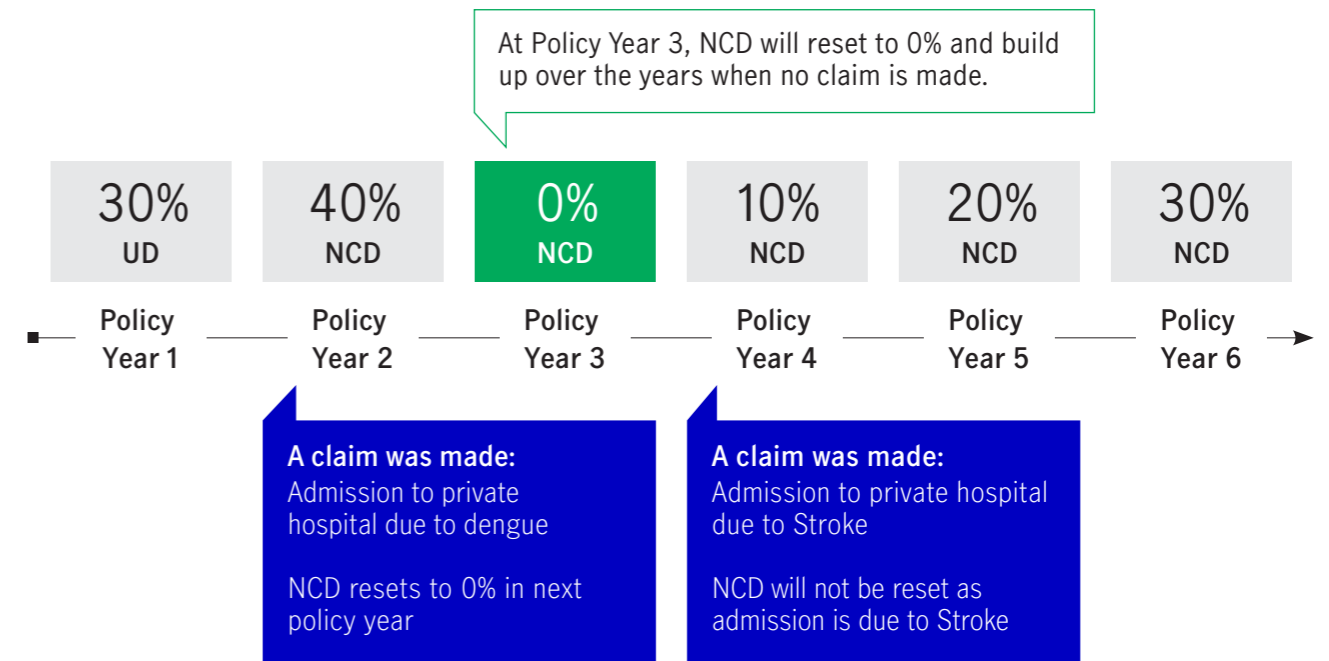 At Policy Year 3, NCD will reset to 0% and build
up over the years when no claim is made.
30%
UD
40%
NCD
0%
NCD
10%
NCD
20%
NCD
30%
NCD
Policy
Year 1
Policy
Year 2
Policy
Year 3
Policy
Year 4
Policy
Year 5
Policy
Year 6
A claim was made:
Admission to private
hospital due to dengue
NCD resets to 0% in next
policy year
A claim was made:
Admission to private hospital
due to Stroke
NCD will not be reset as
admission is due to Stroke